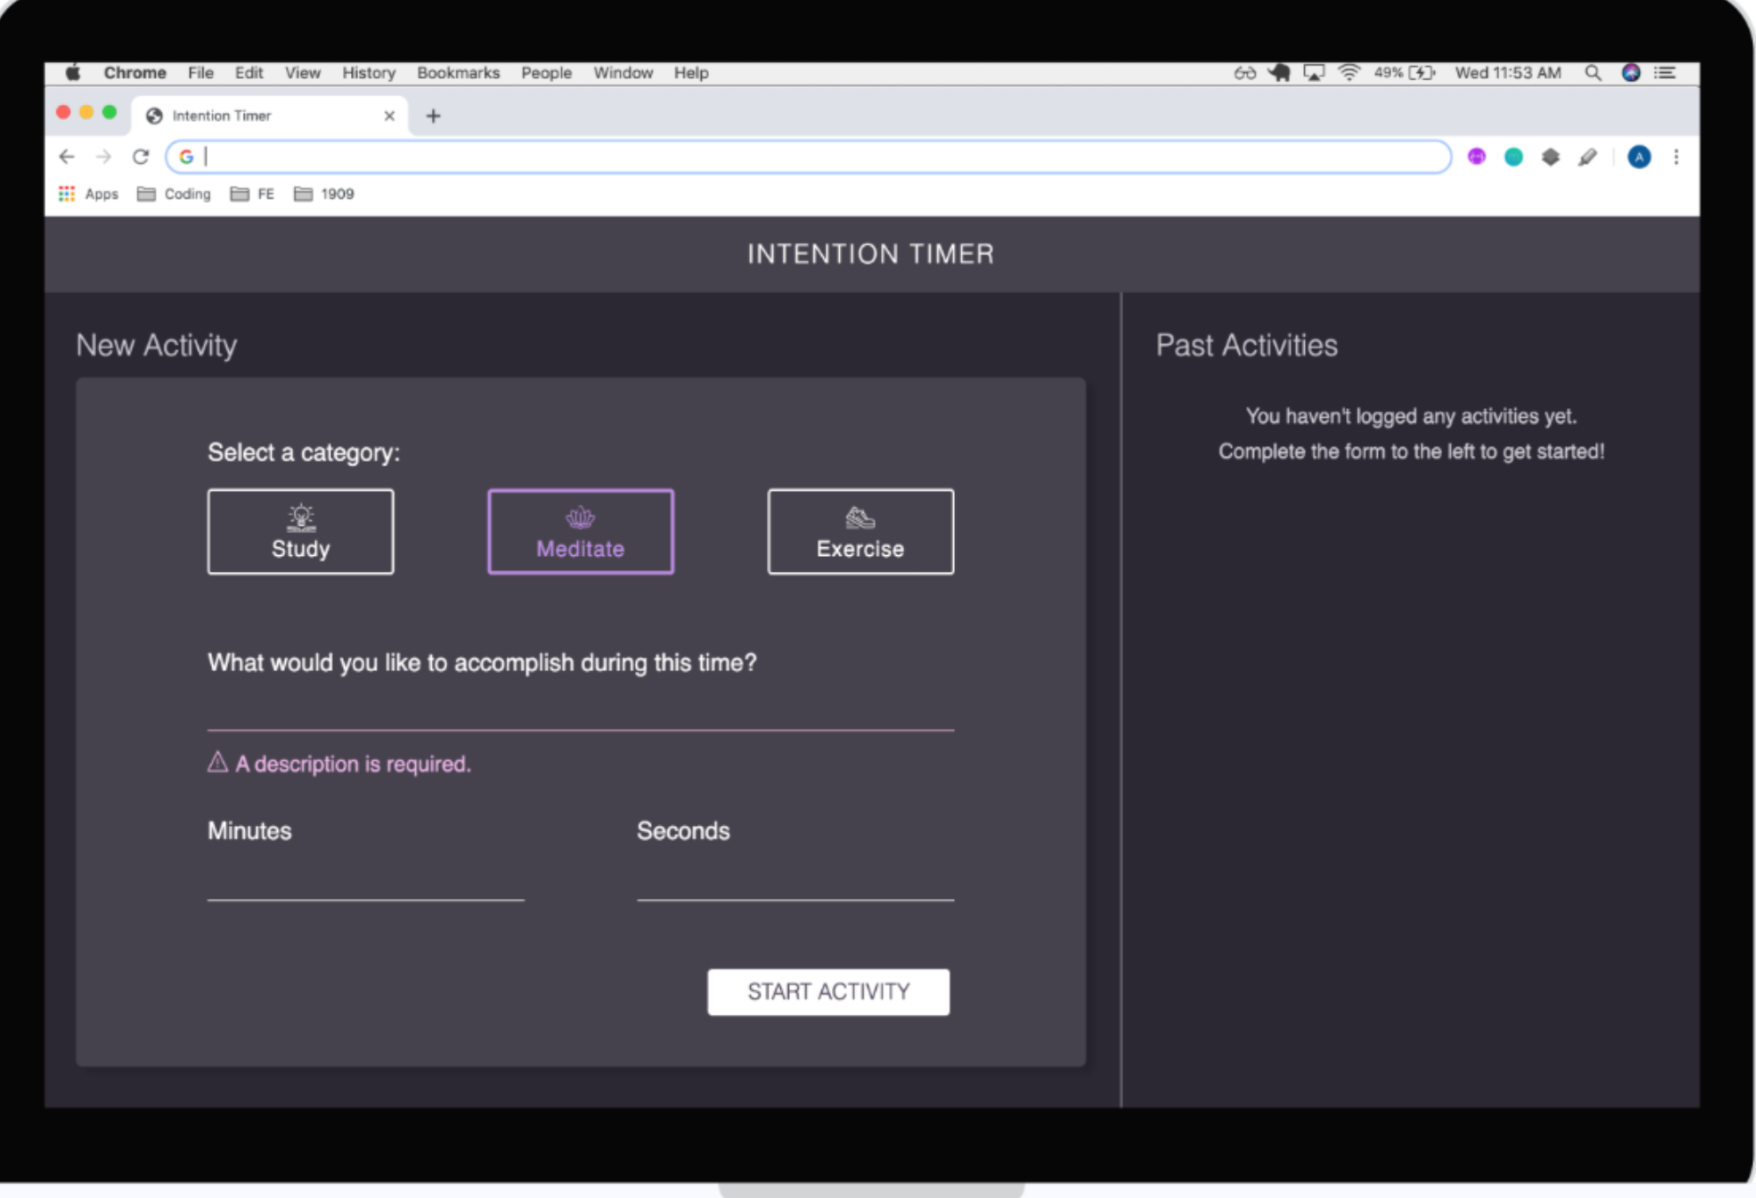 Chrome File Edit View History Bookmarks People Window Help 49% Wed 11:53 AM
Intention Timer
G
A
Apps Coding FE 1909
INTENTION TIMER
New Activity
Select a category:
Study Meditate Exercise
What would you like to accomplish during this time?
A description is required.
Minutes Seconds
START ACTIVITY
Past Activities
You haven't logged any activities yet.
Complete the form to the left to get started!